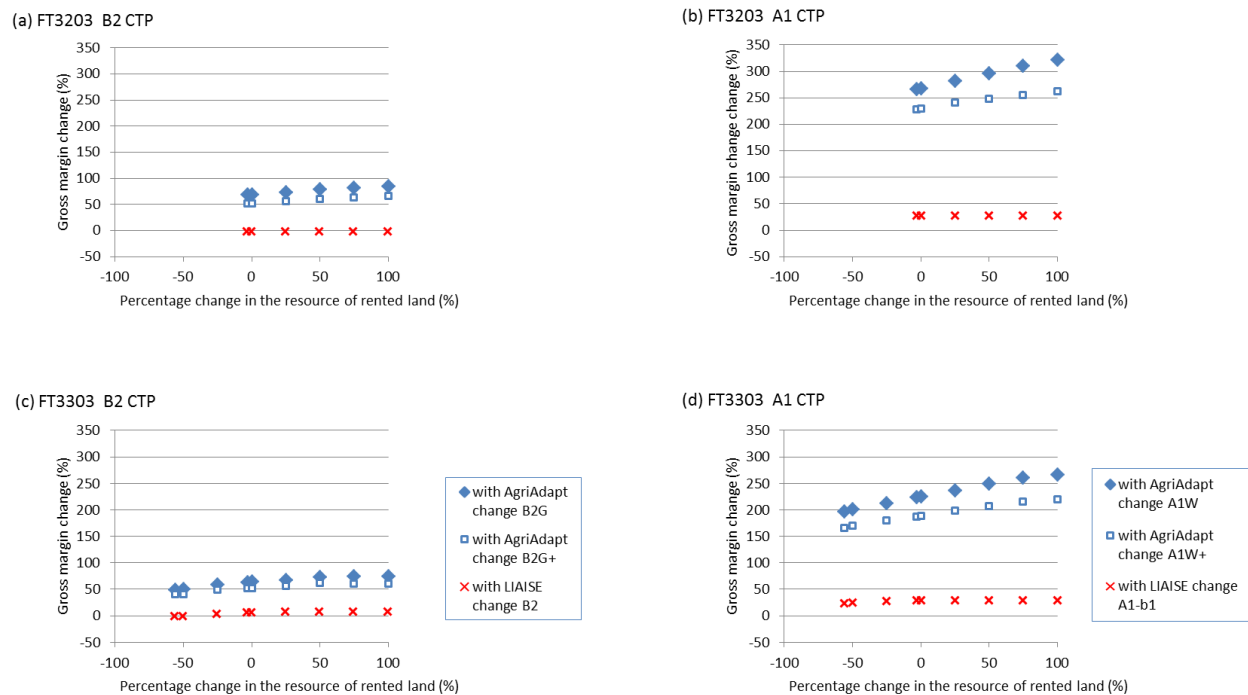 (a) FT3203 B2 CTP
Gross margin change (%)
350
300
250
200
150
100
50
0
-50
-100 -50 0 50 100
Percentage change in the resource of rented land (%)
(b) FT3203 A1 CTP
Gross margin change change (%)
350
300
250
200
150
100
50
0
-50
-100 -50 0 50 100
Percentage change in the resource of rented land (%)
(c) FT3303 B2 CTP
Gross margin change (%)
350
300
250
200
150
100
50
0
-50
-100 -50 0 50 100
Percentage change in the resource of rented land (%)
with AgriAdapt
change B2G
with AgriAdapt
change B2G+
with LIAISE
change B2
(d) FT3303 A1 CTP
Gross margin change (%)
350
300
250
200
150
100
50
0
-50
-100 -50 0 50 100
Percentage change in the resource of rented land (%)
with AgriAdapt
change A1W
with AgriAdapt
change A1W+
with LIAISE change
A1-b1